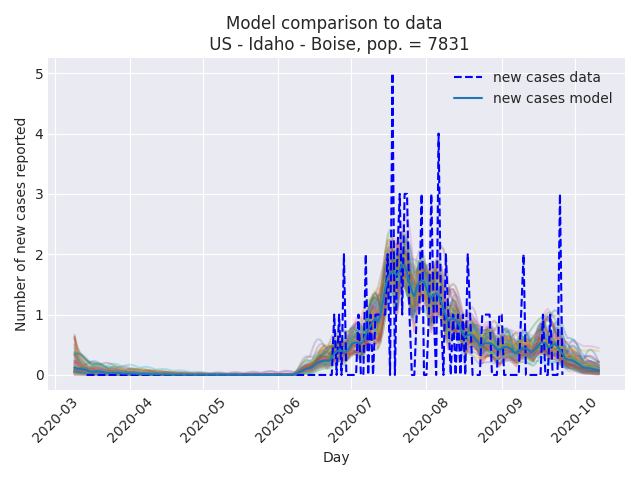 Model comparison to data
US - Idaho - Boise, pop. = 7831
new cases data
new cases model
Number of new cases reported
5
4
3
2
1
0
2020-03
2020-04
2020-05
2020-06
2020-07
2020-08
2020-09
2020-10
Day